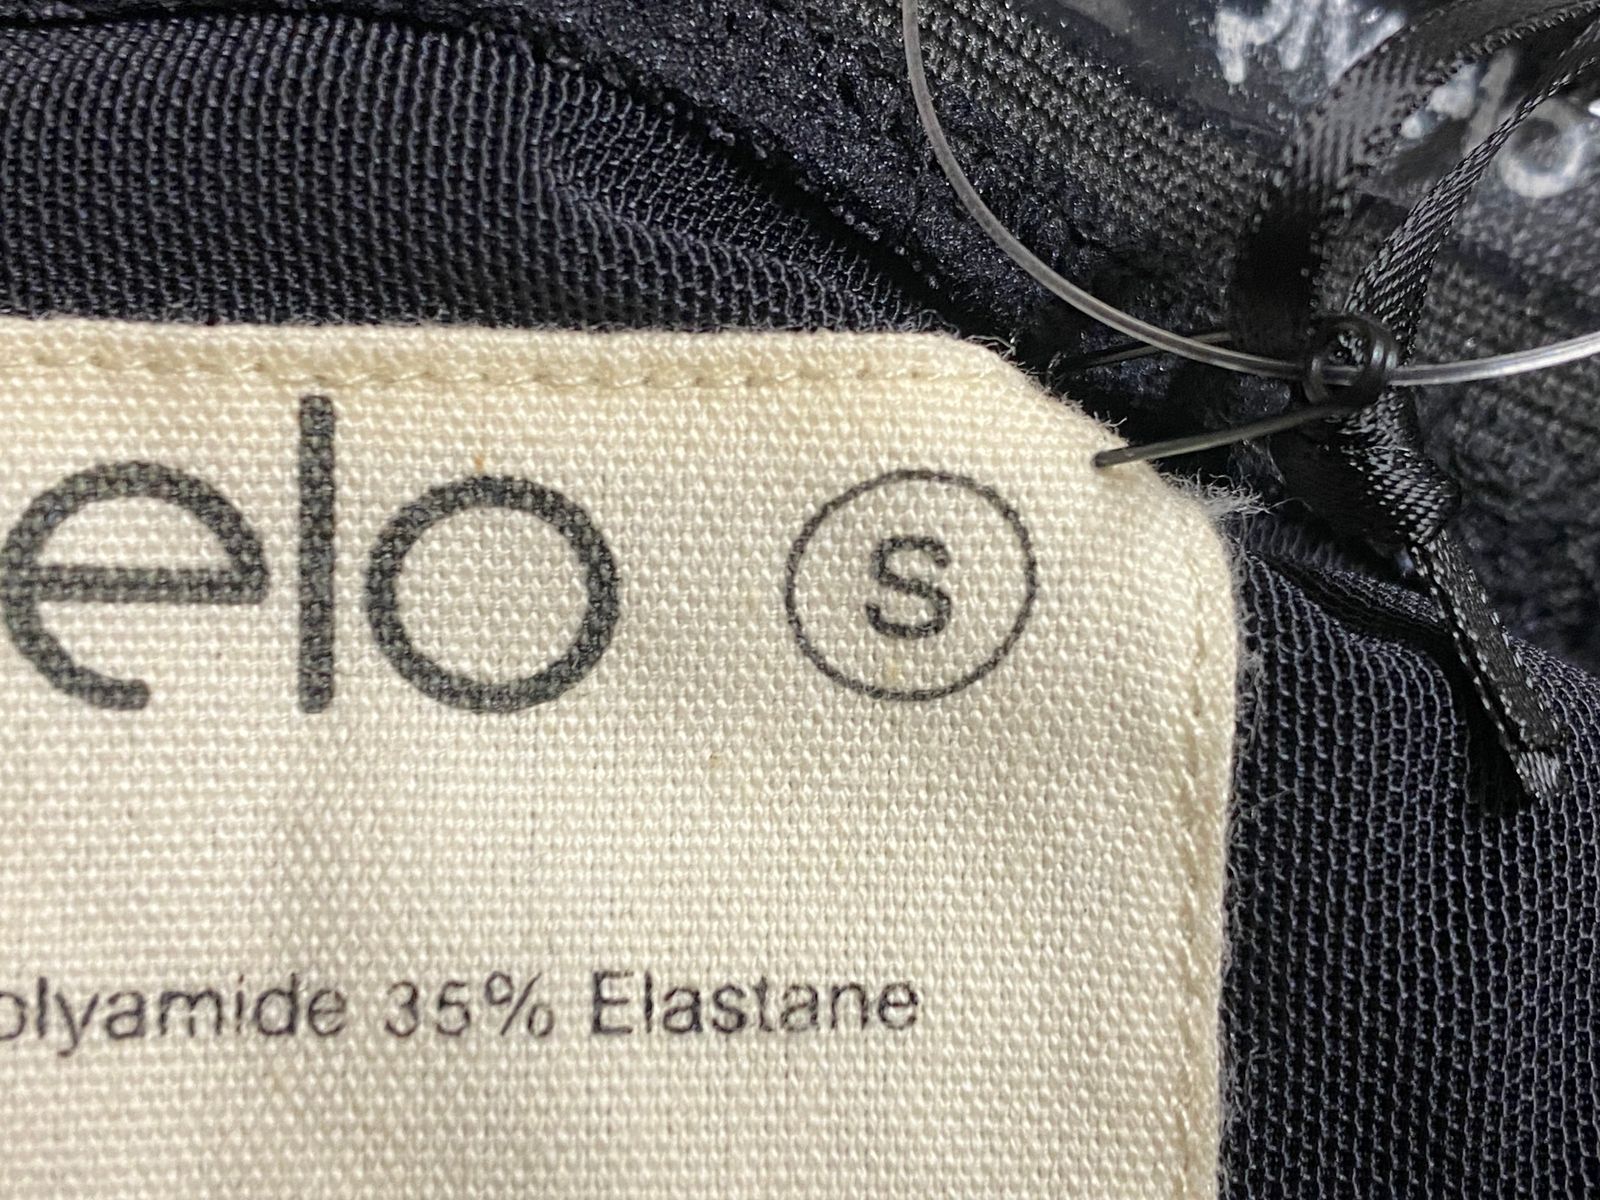 elo S
olyamide 35% Elastane